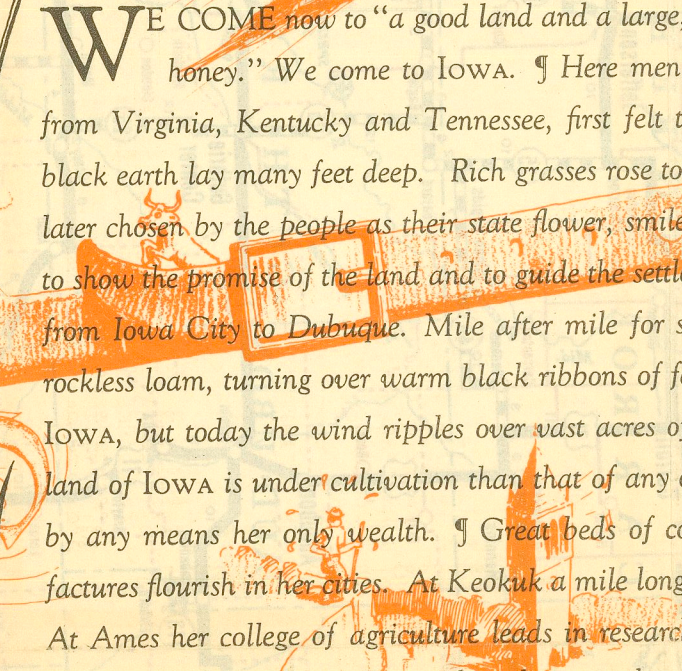 WE COME now to "a good land and a large,
honey." We come to IOWA. ¶ Here men
from Virginia, Kentucky and Tennessee, first felt
black earth lay many feet deep. Rich grasses rose to
later chosen by the people as their state flower, smile
to show the promise of the land and to guide the settl
from Iowa City to Dubuque. Mile after mile for s
rockless loam, turning over warm black ribbons of f
IOWA, but today the wind ripples over vast acres o
land of IOWA is under cultivation than that of any
by any means her only wealth. ¶ Great beds of co
factures flourish in her cities. At Keokuk a mile long
At Ames her college of agriculture leads in research